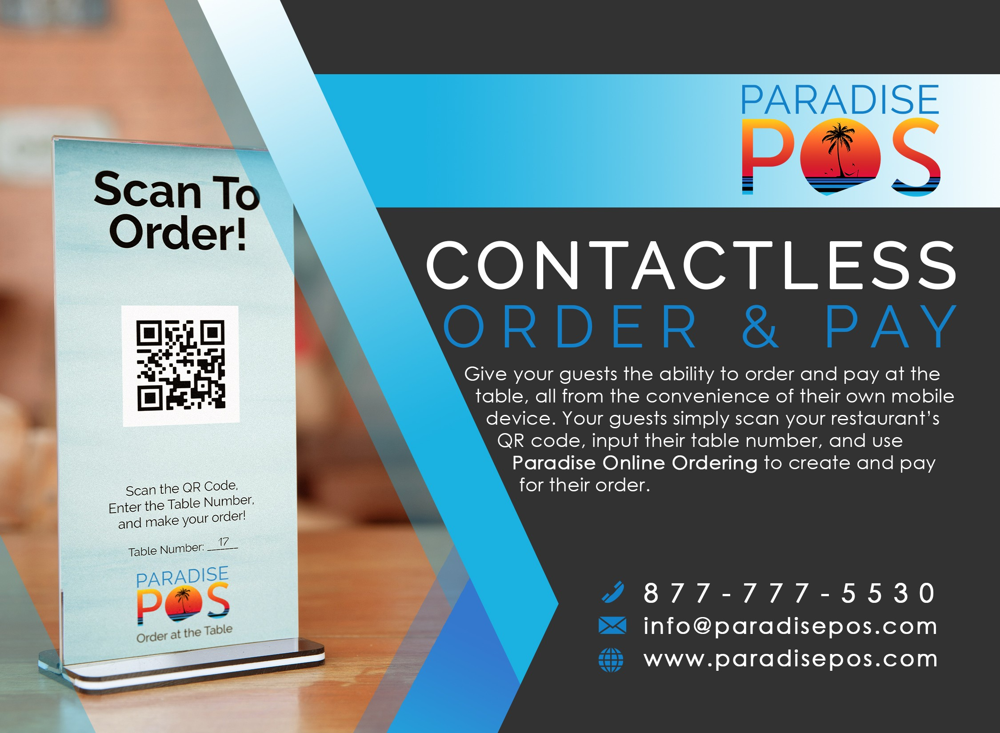 Scan To
Order!
Scan the QR Code,
Enter the Table Number,
and make your order!
Table Number: 17
PARADISE
POS
Order at the Table
PARADISE
POS
CONTACTLESS
ORDER & PAY
Give your guests the ability to order and pay at the
table, all from the convenience of their own mobile
device. Your guests simply scan your restaurant’s
QR code, input their table number, and use
Paradise Online Ordering to create and pay
for their order.
877-777-5530
info@paradisepos.com
www.paradisepos.com